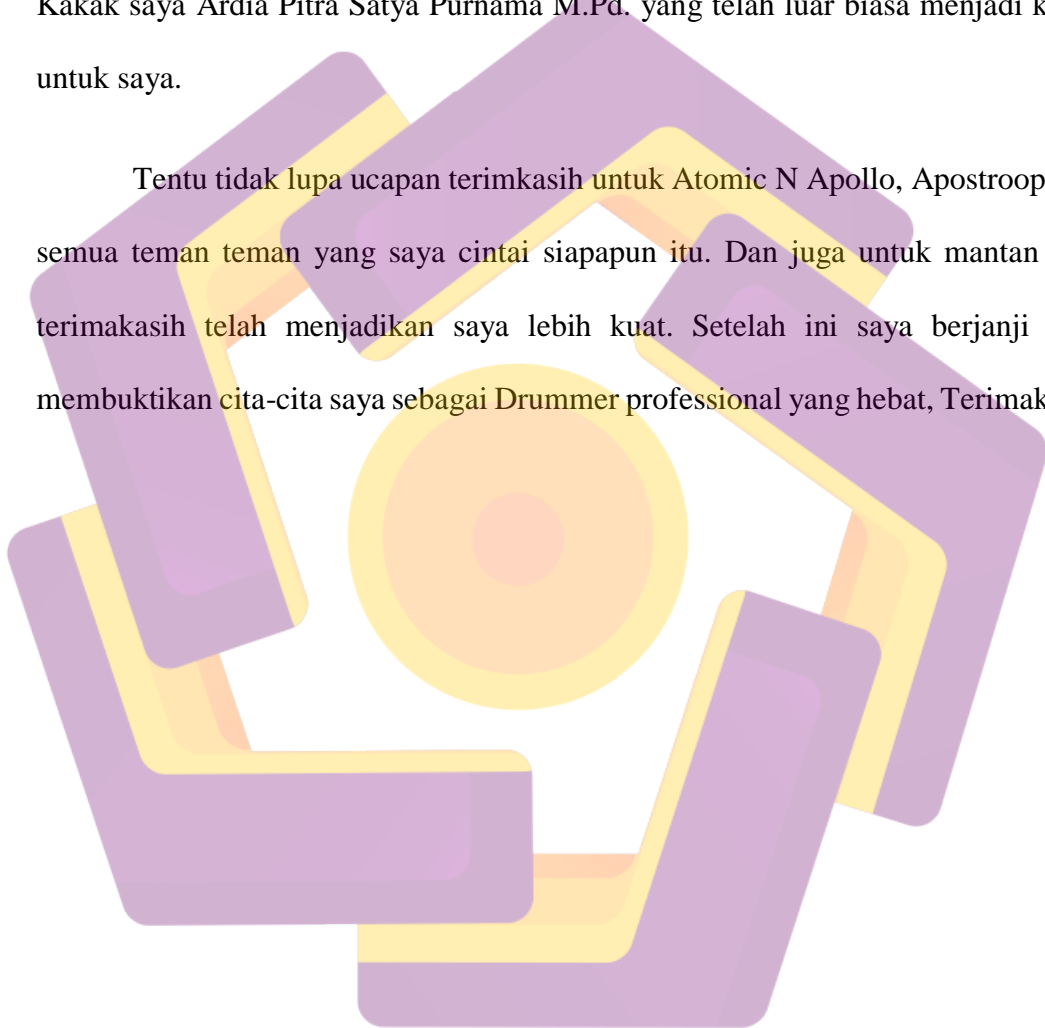 Kakak saya Ardia Pitra Satya Purnama M.Pd. yang telah luar biasa menjadi
untuk saya.
Tentu tidak lupa ucapan terimkasih untuk Atomic N Apollo, Apostroop
semua teman teman yang saya cintai siapapun itu. Dan juga untuk mantan
terimakasih telah menjadikan saya lebih kuat. Setelah ini saya berjanji
membuktikan cita-cita saya sebagai Drummer professional yang hebat, Terimak